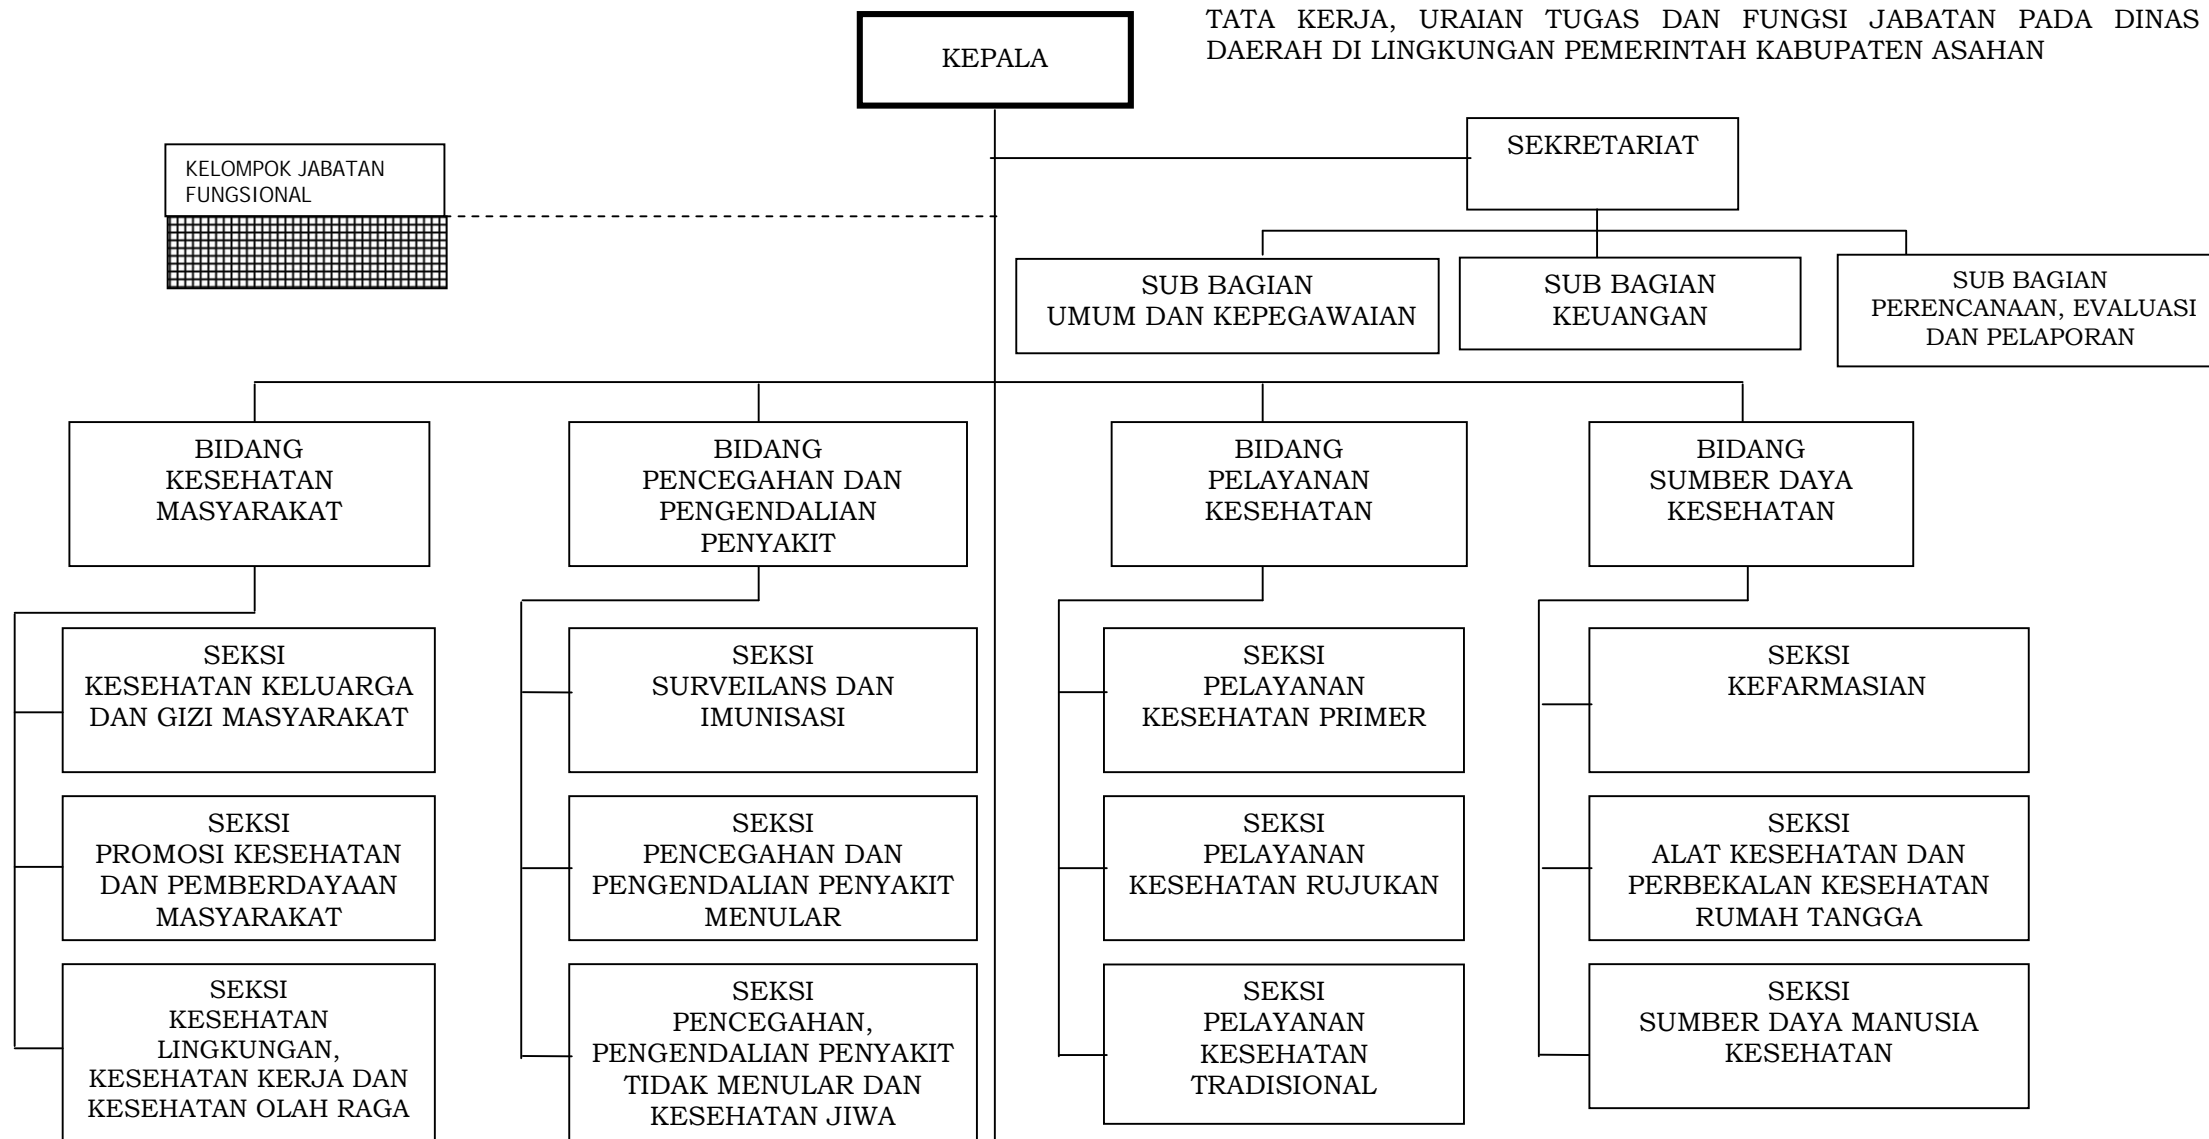 TATA KERJA, URAIAN TUGAS DAN FUNGSI JABATAN PADA DINAS
DAERAH DI LINGKUNGAN PEMERINTAH KABUPATEN ASAHAN
KEPALA
SEKRETARIAT
KELOMPOK JABATAN
FUNGSIONAL
SUB BAGIAN
UMUM DAN KEPEGAWAIAN
SUB BAGIAN
KEUANGAN
SUB BAGIAN
PERENCANAAN, EVALUASI
DAN PELAPORAN
BIDANG
KESEHATAN
MASYARAKAT
BIDANG
PENCEGAHAN DAN
PENGENDALIAN
PENYAKIT
BIDANG
PELAYANAN
KESEHATAN
BIDANG
SUMBER DAYA
KESEHATAN
SEKSI
KESEHATAN KELUARGA
DAN GIZI MASYARAKAT
SEKSI
SURVEILANS DAN
IMUNISASI
SEKSI
PELAYANAN
KESEHATAN PRIMER
SEKSI
KEFARMASIAN
SEKSI
PROMOSI KESEHATAN
DAN PEMBERDAYAAN
MASYARAKAT
SEKSI
PENCEGAHAN DAN
PENGENDALIAN PENYAKIT
MENULAR
SEKSI
PELAYANAN
KESEHATAN RUJUKAN
SEKSI
ALAT KESEHATAN DAN
PERBEKALAN KESEHATAN
RUMAH TANGGA
SEKSI
KESEHATAN
LINGKUNGAN,
KESEHATAN KERJA DAN
KESEHATAN OLAH RAGA
SEKSI
PENCEGAHAN,
PENGENDALIAN PENYAKIT
TIDAK MENULAR DAN
KESEHATAN JIWA
SEKSI
PELAYANAN
KESEHATAN
TRADISIONAL
SEKSI
SUMBER DAYA MANUSIA
KESEHATAN